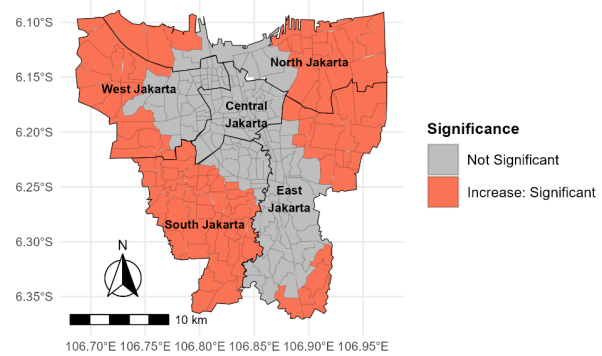 6.10°S
6.15°S
6.20°S
6.25°S
6.30°S
6.35°S
North Jakarta
West Jakarta
Central
Jakarta
East
Jakarta
South Jakarta
N
10 km
106.70°E 106.75°E 106.80°E 106.85°E 106.90°E 106.95°E
Significance
Not Significant
Increase: Significant